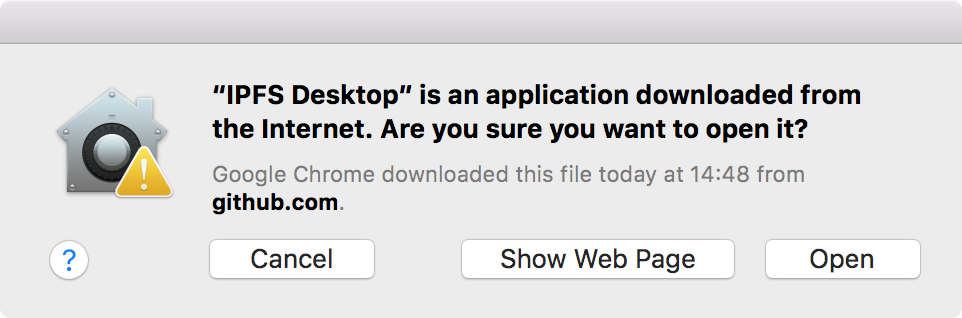 “IPFS Desktop” is an application downloaded from
the Internet. Are you sure you want to open it?
Google Chrome downloaded this file today at 14:48 from
github.com.
?
Cancel
Show Web Page
Open